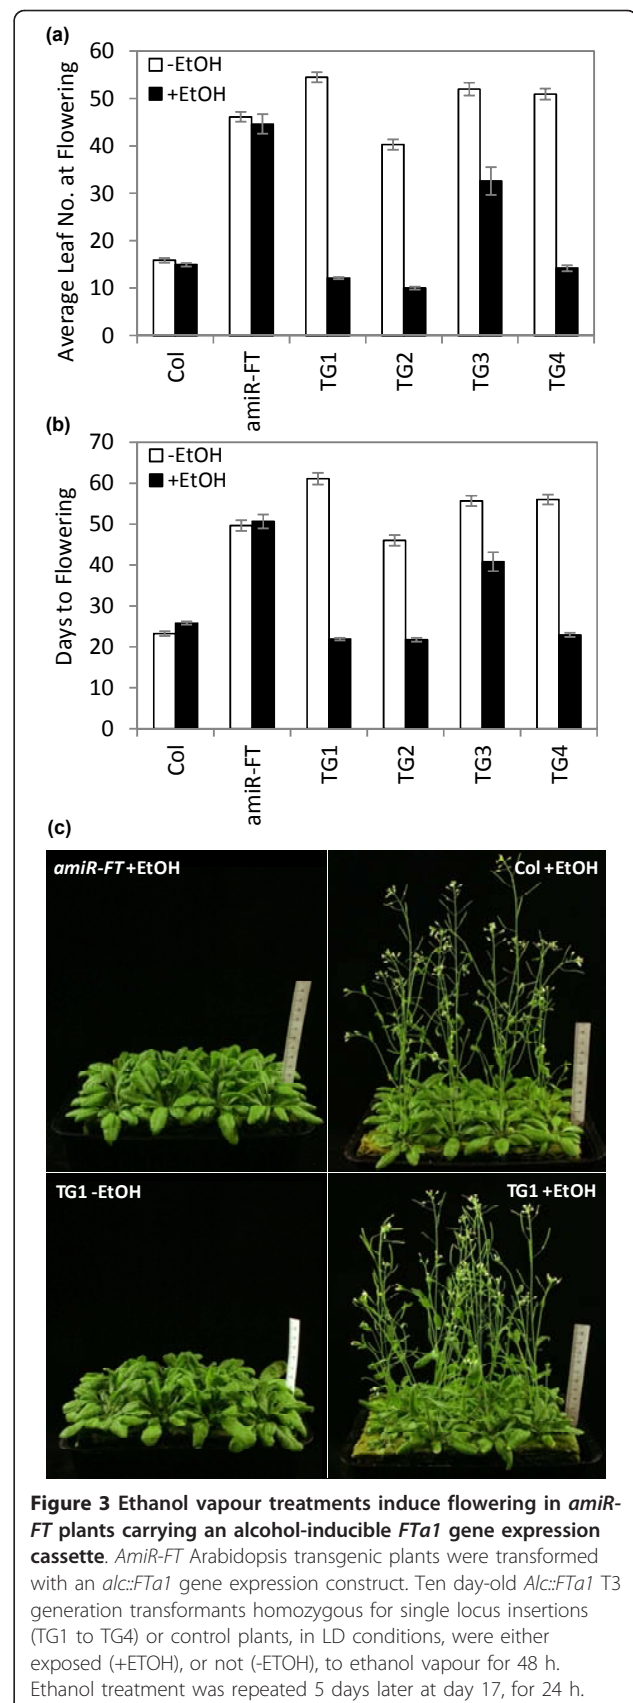 (a)
60
50
40
30
20
10
0
Average Leaf No. at Flowering
-EtOH
+EtOH
Col
amiR-FT
TG1
TG2
TG3
TG4
(b)
70
60
50
40
30
20
10
0
Days to Flowering
-EtOH
+EtOH
Col
amiR-FT
TG1
TG2
TG3
TG4
(c)
amiR-FT +EtOH
Col +EtOH
TG1 -EtOH
TG1 +EtOH
Figure 3 Ethanol vapour treatments induce flowering in amiR-
FT plants carrying an alcohol-inducible FTa1 gene expression
cassette. AmiR-FT Arabidopsis transgenic plants were transformed
with an alc::FTa1 gene expression construct. Ten day-old Alc::FTa1 T3
generation transformants homozygous for single locus insertions
(TG1 to TG4) or control plants, in LD conditions, were either
exposed (+ETOH), or not (-ETOH), to ethanol vapour for 48 h.
Ethanol treatment was repeated 5 days later at day 17, for 24 h.